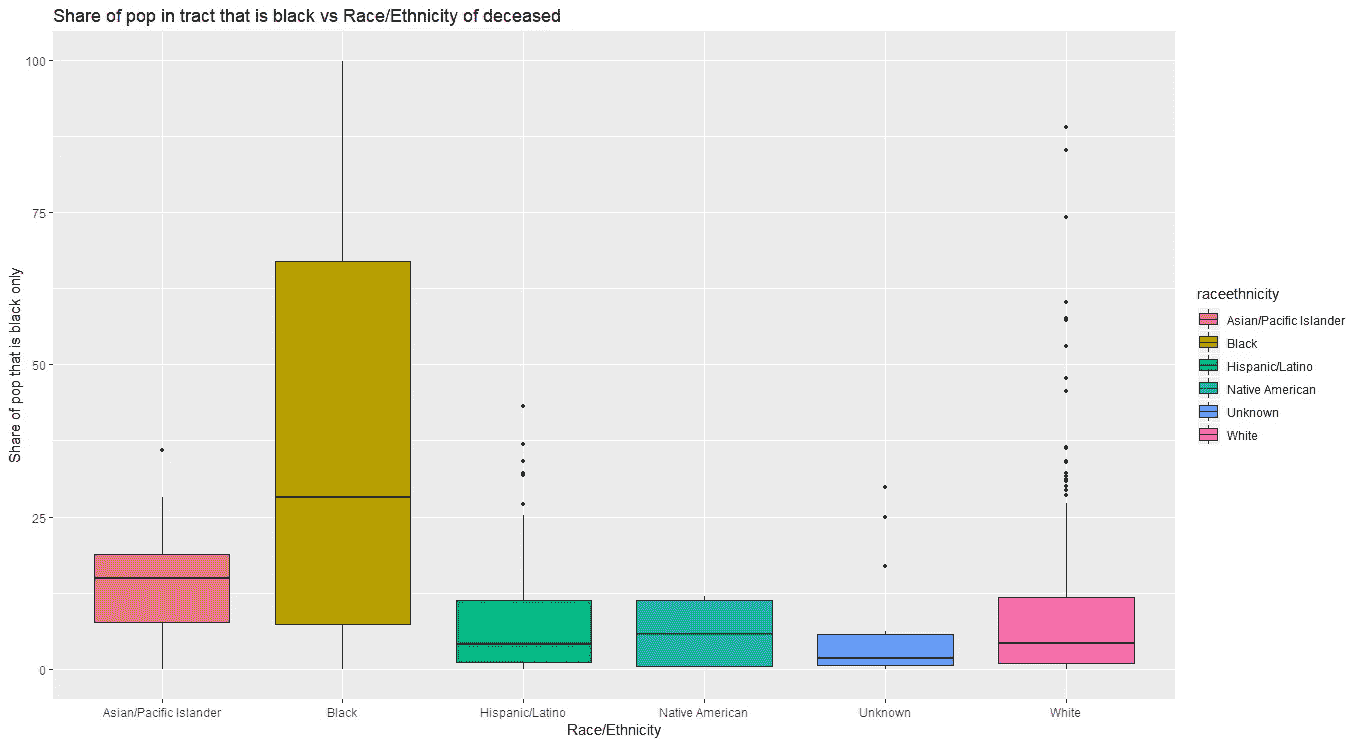 Share of pop in tract that is black vs Race/Ethnicity of deceased
Share of pop that is black only
100
75
50
25
0
Asian/Pacific Islander
Black
Hispanic/Latino
Native American
Unknown
White
Race/Ethnicity
raceethnicity
Asian/Pacific Islander
Black
Hispanic/Latino
Native American
Unknown
White